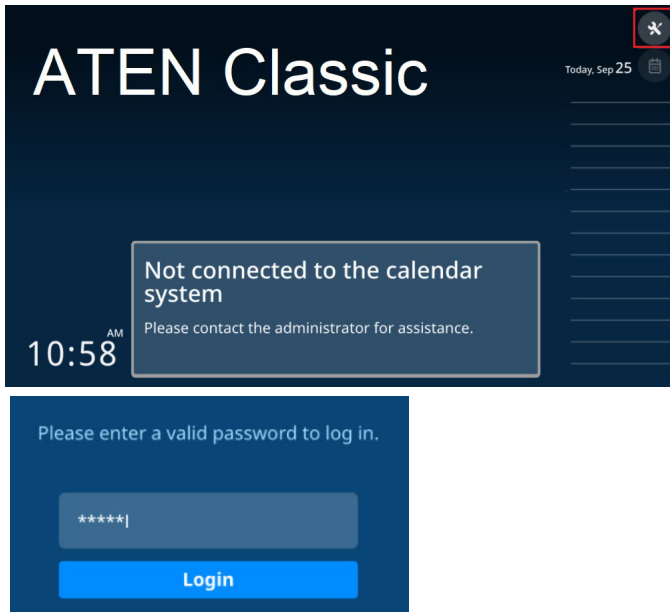 ATEN Classic
Today, Sep 25
Not connected to the calendar
system
Please contact the administrator for assistance.
AM
10:58
Please enter a valid password to log in.
*****
Login